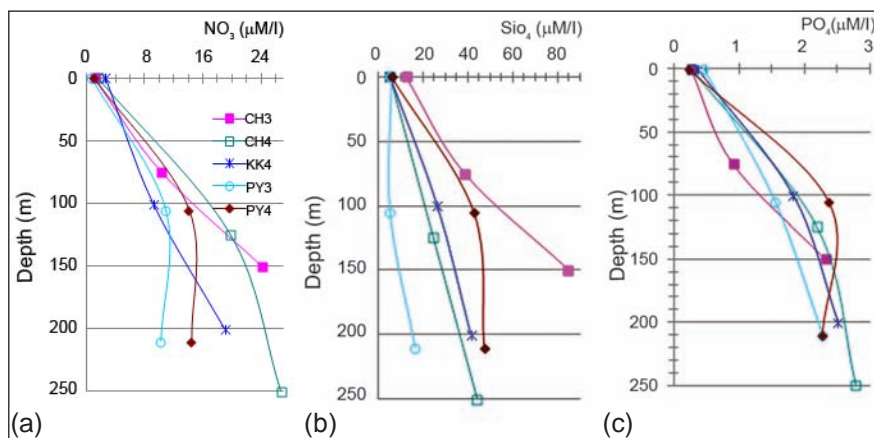 NO₃ (μM/l)
0 8 16 24
0
50
100
150
200
250
Depth (m)
CH3
CH4
KK4
PY3
PY4
(a)
Sio₄ (μM/l)
0 20 40 60 80
0
50
100
150
200
250
Depth (m)
(b)
PO₄(μM/l)
0 1 2 3
0
50
100
150
200
250
Depth (m)
(c)